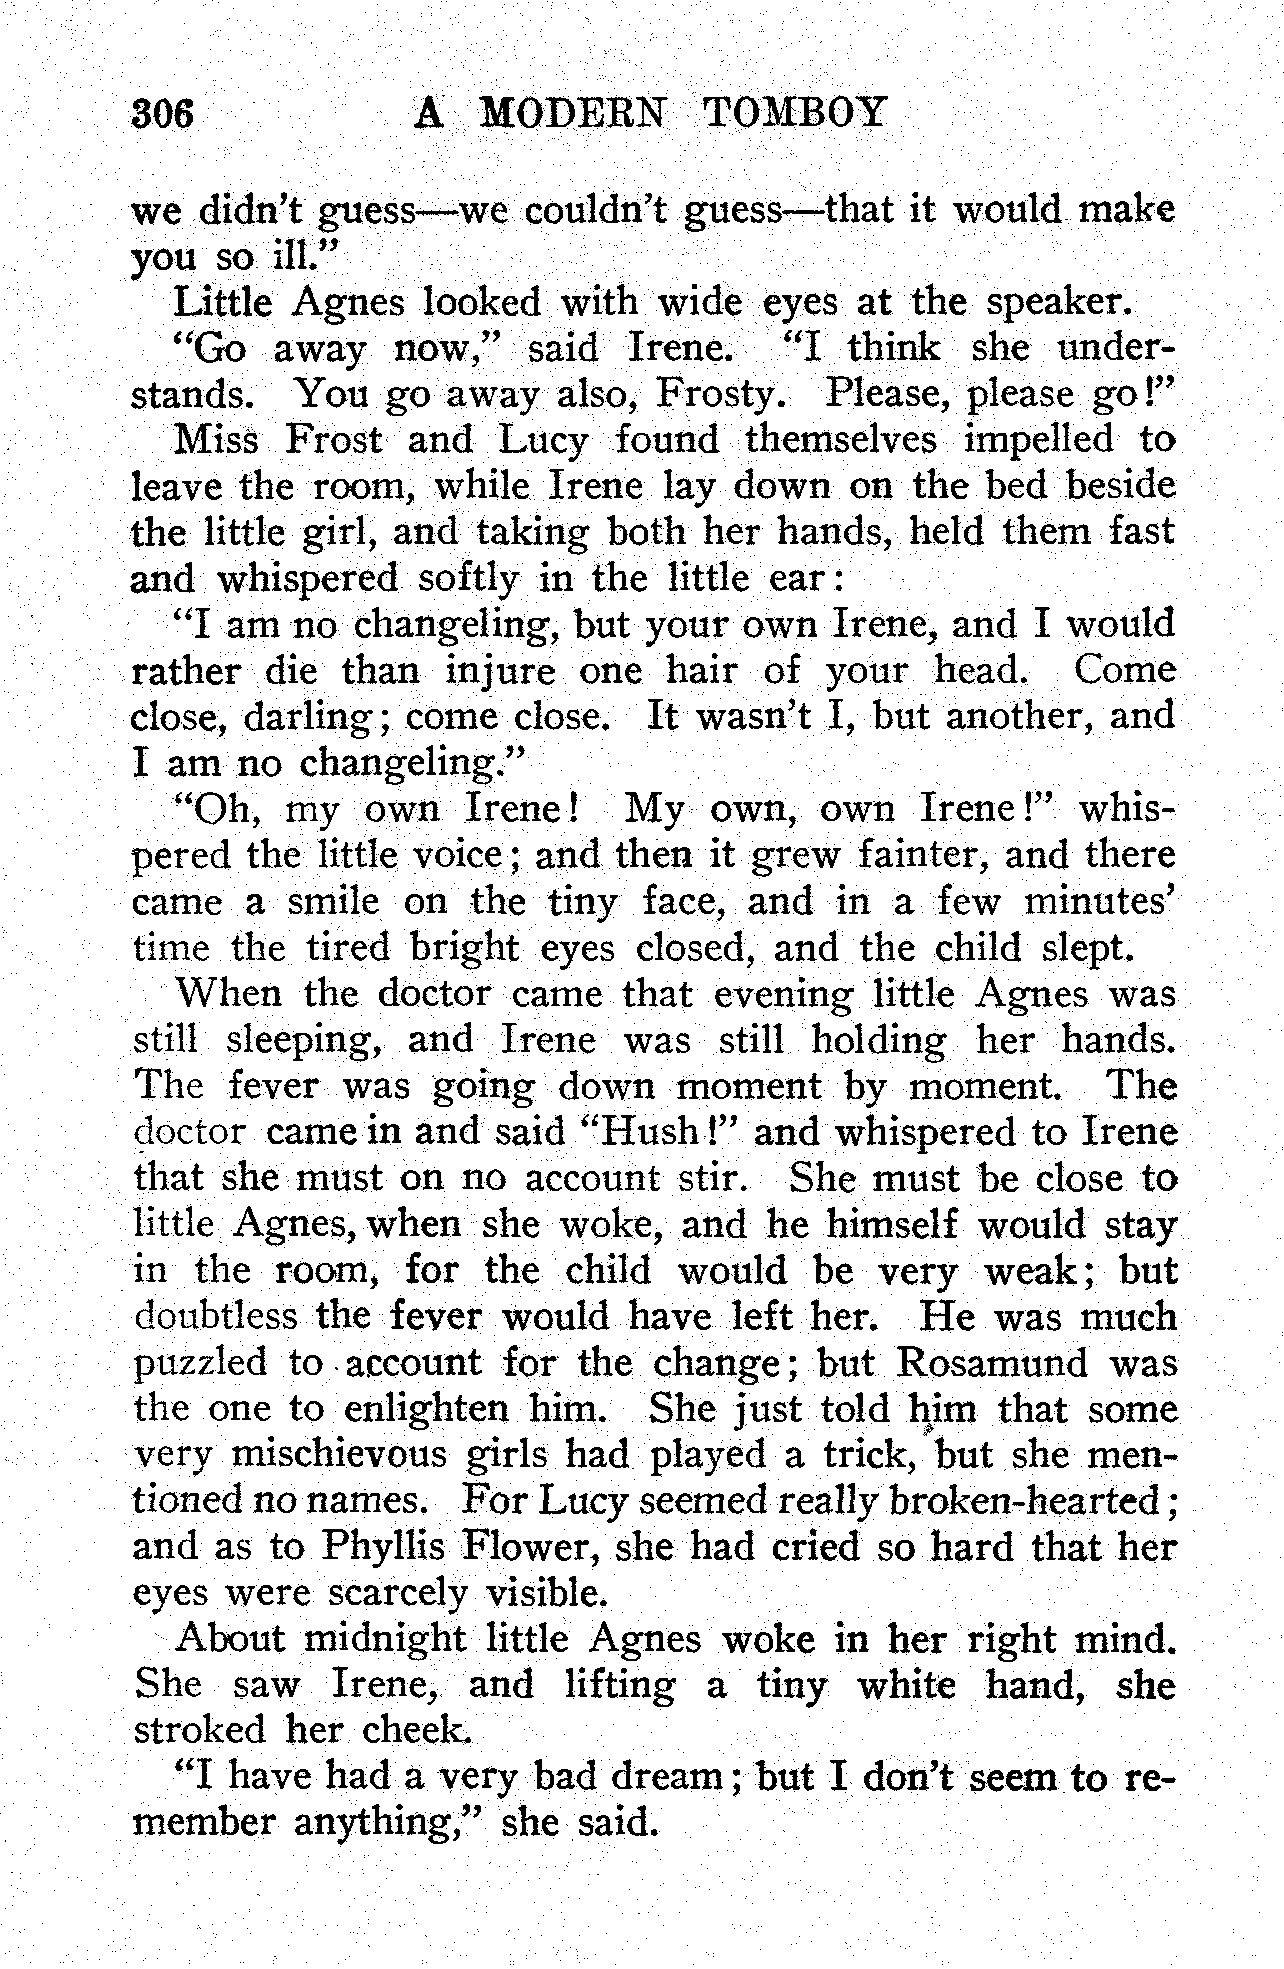 306 A MODERN TOMBOY
we didn't guess—we couldn't guess—that it would make
you so ill."
Little Agnes looked with wide eyes at the speaker.
"Go away now," said Irene. "I think she under-
stands. You go away also, Frosty. Please, please go!"
Miss Frost and Lucy found themselves impelled to
leave the room, while Irene lay down on the bed beside
the little girl, and taking both her hands, held them fast
and whispered softly in the little ear:
"I am no changeling, but your own Irene, and I would
rather die than injure one hair of your head. Come
close, darling; come close. It wasn't I, but another, and
I am no changeling."
"Oh, my own Irene! My own, own Irene!" whis-
pered the little voice; and then it grew fainter, and there
came a smile on the tiny face, and in a few minutes'
time the tired bright eyes closed, and the child slept.
When the doctor came that evening little Agnes was
still sleeping, and Irene was still holding her hands.
The fever was going down moment by moment. The
doctor came in and said "Hush!" and whispered to Irene
that she must on no account stir. She must be close to
little Agnes, when she woke, and he himself would stay
in the room, for the child would be very weak; but
doubtless the fever would have left her. He was much
puzzled to account for the change; but Rosamund was
the one to enlighten him. She just told him that some
very mischievous girls had played a trick, but she men-
tioned no names. For Lucy seemed really broken-hearted;
and as to Phyllis Flower, she had cried so hard that her
eyes were scarcely visible.
About midnight little Agnes woke in her right mind.
She saw Irene, and lifting a tiny white hand, she
stroked her cheek.
"I have had a very bad dream; but I don't seem to re-
member anything," she said.